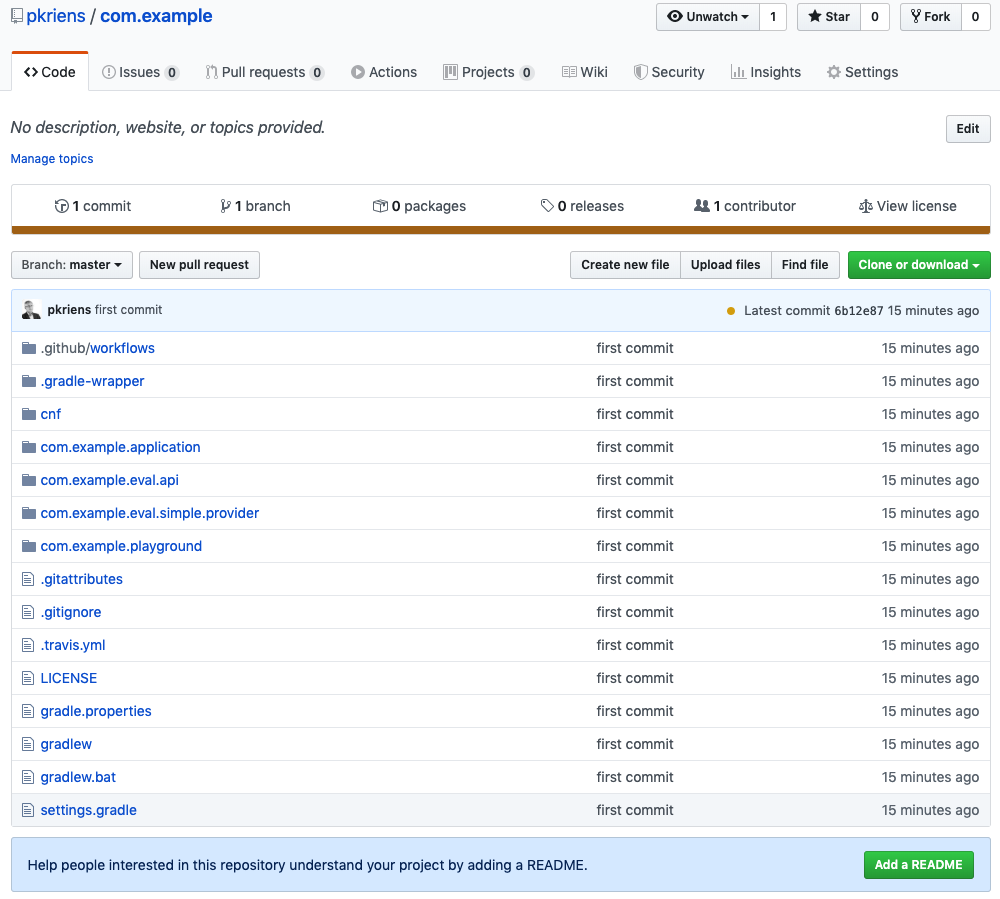 pkriens / com.example Unwatch 1 Star 0 Fork 0
Code Issues 0 Pull requests 0 Actions Projects 0 Wiki Security Insights Settings
No description, website, or topics provided. Edit
Manage topics
1 commit 1 branch 0 packages 0 releases 1 contributor View license
Branch: master New pull request Create new file Upload files Find file Clone or download
pkriens first commit Latest commit 6b12e87 15 minutes ago
.github/workflows first commit 15 minutes ago
.gradle-wrapper first commit 15 minutes ago
cnf first commit 15 minutes ago
com.example.application first commit 15 minutes ago
com.example.eval.api first commit 15 minutes ago
com.example.eval.simple.provider first commit 15 minutes ago
com.example.playground first commit 15 minutes ago
.gitattributes first commit 15 minutes ago
.gitignore first commit 15 minutes ago
.travis.yml first commit 15 minutes ago
LICENSE first commit 15 minutes ago
gradle.properties first commit 15 minutes ago
gradlew first commit 15 minutes ago
gradlew.bat first commit 15 minutes ago
settings.gradle first commit 15 minutes ago
Help people interested in this repository understand your project by adding a README. Add a README